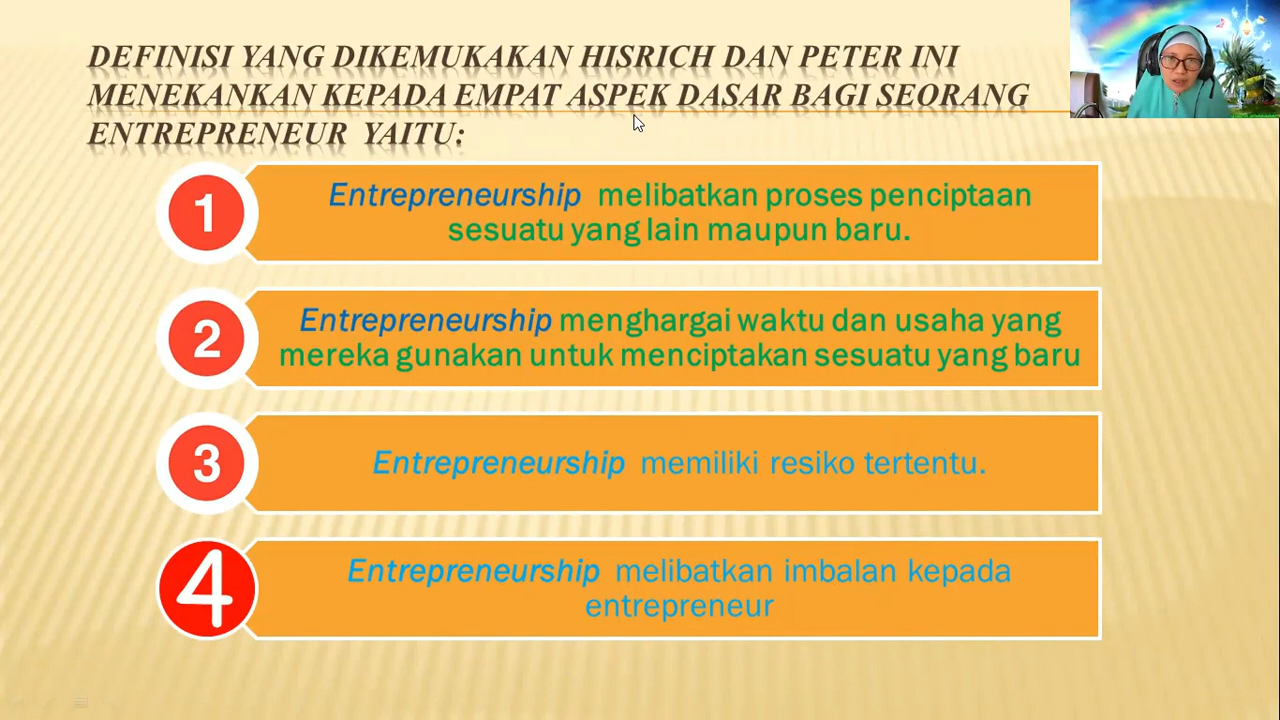 DEFINISI YANG DIKEMUKAKAN HISRICH DAN PETER INI
MENEKANKAN KEPADA EMPAT ASPEK DASAR BAGI SEORANG
ENTREPRENEUR YAITU:
1
Entrepreneurship melibatkan proses penciptaan
sesuatu yang lain maupun baru.
2
Entrepreneurship menghargai waktu dan usaha yang
mereka gunakan untuk menciptakan sesuatu yang baru
3
Entrepreneurship memiliki resiko tertentu.
4
Entrepreneurship melibatkan imbalan kepada
entrepreneur